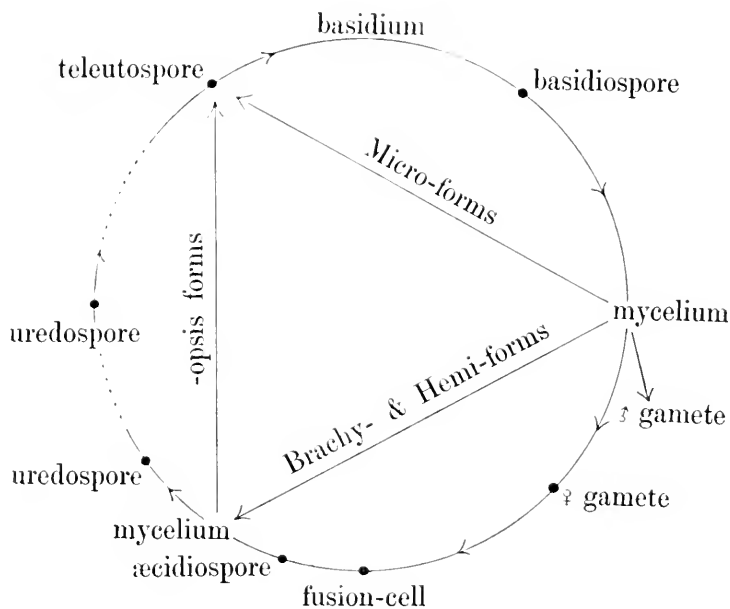 basidium
teleutospore
basidiospore
Micro-forms
-opsis forms
mycelium
uredospore
Brachy- & Hemi-forms
♂ gamete
uredospore
♀ gamete
mycelium
æcidiospore
fusion-cell